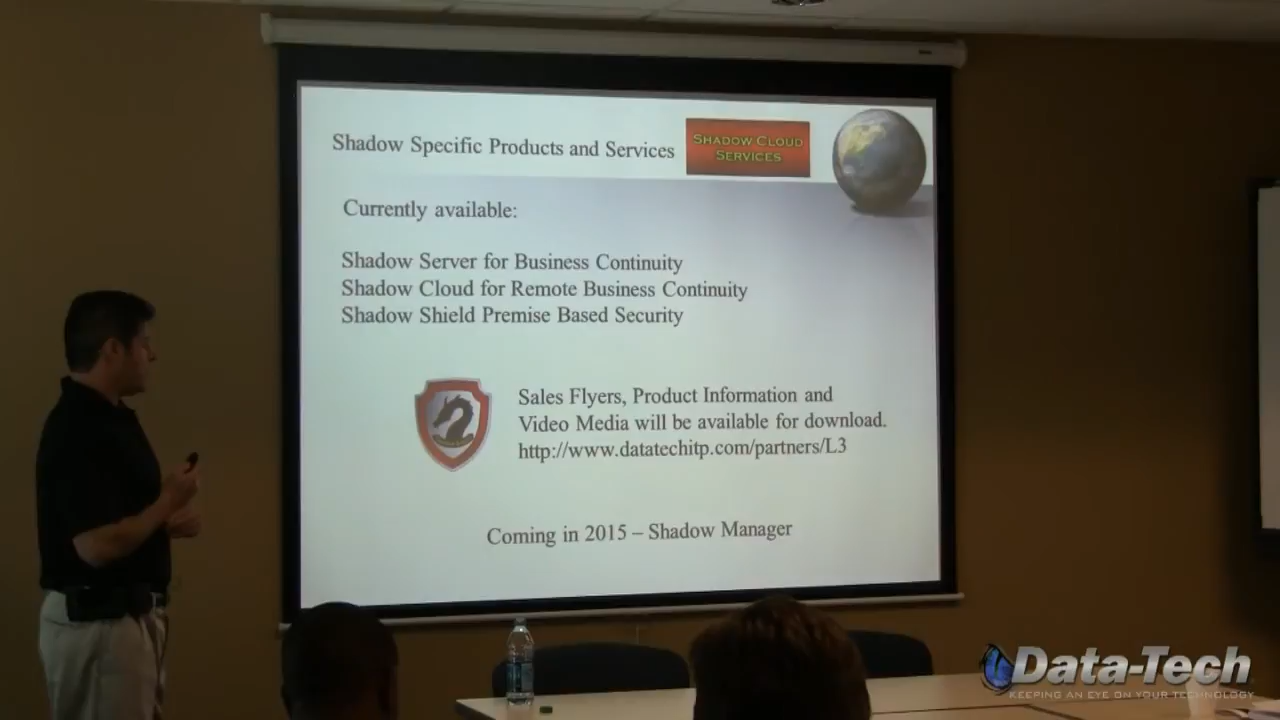 Shadow Specific Products and Services
SHADOW CLOUD
SERVICES
Currently available:
Shadow Server for Business Continuity
Shadow Cloud for Remote Business Continuity
Shadow Shield Premise Based Security
Sales Flyers, Product Information and
Video Media will be available for download.
http://www.datatechitp.com/partners/L3
Coming in 2015 – Shadow Manager
Data-Tech
KEEPING AN EYE ON YOUR TECHNOLOGY